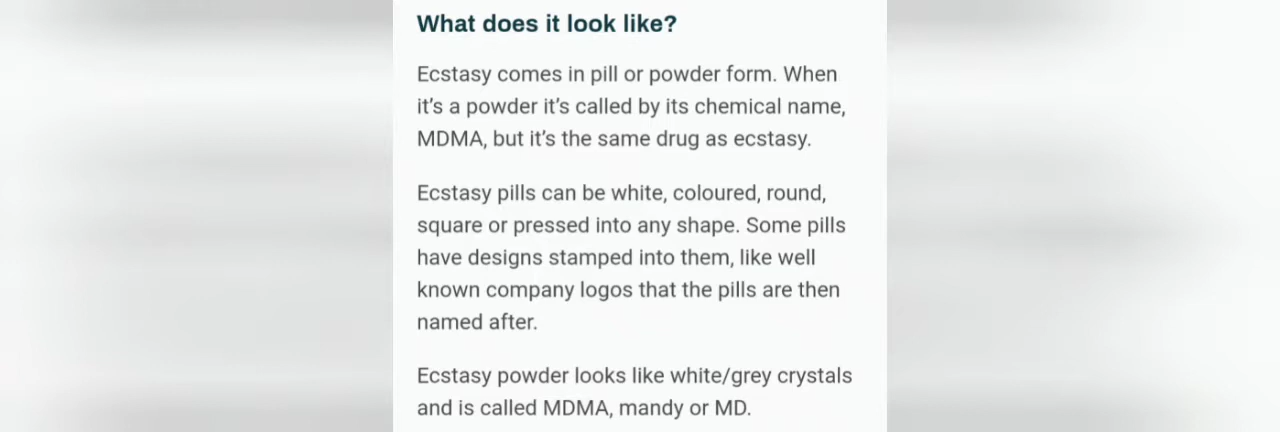 What does it look like?
Ecstasy comes in pill or powder form. When
it’s a powder it’s called by its chemical name,
MDMA, but it’s the same drug as ecstasy.
Ecstasy pills can be white, coloured, round,
square or pressed into any shape. Some pills
have designs stamped into them, like well
known company logos that the pills are then
named after.
Ecstasy powder looks like white/grey crystals
and is called MDMA, mandy or MD.